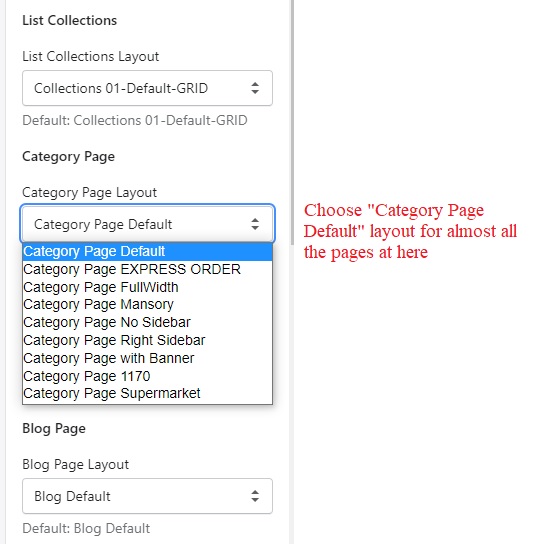 List Collections
List Collections Layout
Collections 01-Default-GRID
Default: Collections 01-Default-GRID
Category Page
Category Page Layout
Category Page Default
Category Page Default
Category Page EXPRESS ORDER
Category Page FullWidth
Category Page Mansory
Category Page No Sidebar
Category Page Right Sidebar
Category Page with Banner
Category Page 1170
Category Page Supermarket
Blog Page
Blog Page Layout
Blog Default
Default: Blog Default
Choose "Category Page
Default" layout for almost all
the pages at here